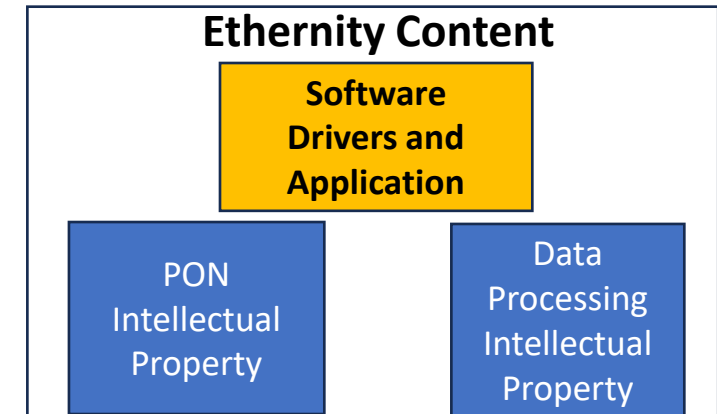 Ethernity Content
Software
Drivers and
Application
PON
Intellectual
Property
Data
Processing
Intellectual
Property